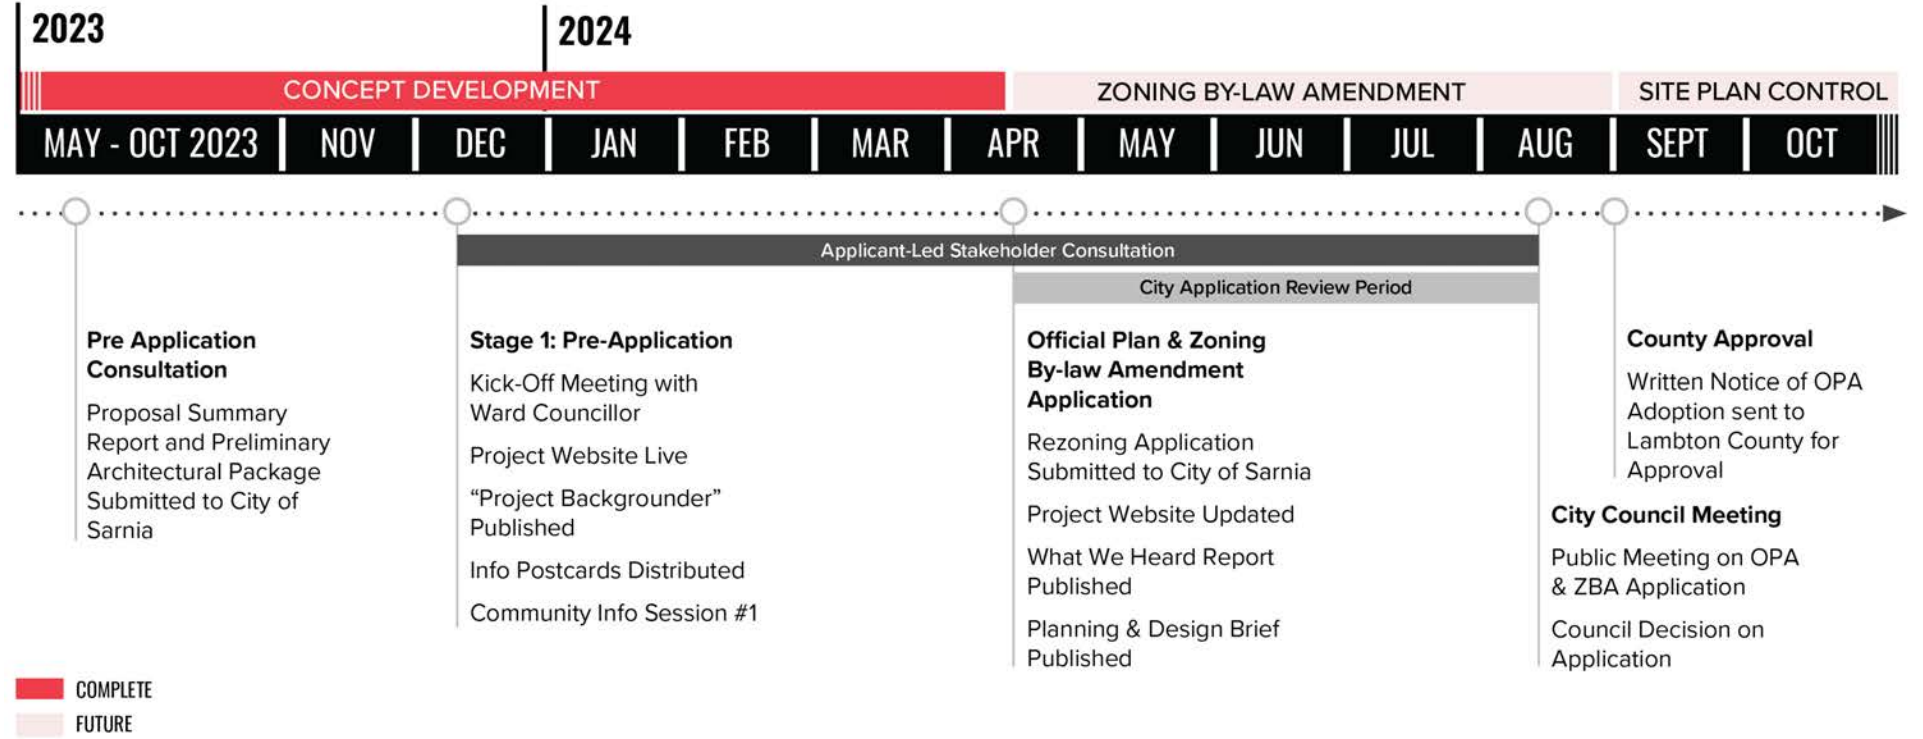 2023
2024
CONCEPT DEVELOPMENT
ZONING BY-LAW AMENDMENT
SITE PLAN CONTROL
MAY - OCT 2023
NOV
DEC
JAN
FEB
MAR
APR
MAY
JUN
JUL
AUG
SEPT
OCT
Applicant-Led Stakeholder Consultation
City Application Review Period
Pre Application
Consultation
Proposal Summary
Report and Preliminary
Architectural Package
Submitted to City of
Sarnia
Stage 1: Pre-Application
Kick-Off Meeting with
Ward Councillor
Project Website Live
“Project Backgrounder”
Published
Info Postcards Distributed
Community Info Session #1
Official Plan & Zoning
By-law Amendment
Application
Rezoning Application
Submitted to City of Sarnia
Project Website Updated
What We Heard Report
Published
Planning & Design Brief
Published
County Approval
Written Notice of OPA
Adoption sent to
Lambton County for
Approval
City Council Meeting
Public Meeting on OPA
& ZBA Application
Council Decision on
Application
COMPLETE
FUTURE